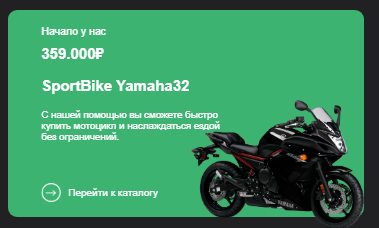 Начало у нас
359.000₽
SportBike Yamaha32
С нашей помощью вы сможете быстро
купить мотоцикл и наслаждаться ездой
без ограничений.
Перейти к каталогу
YAMAHA